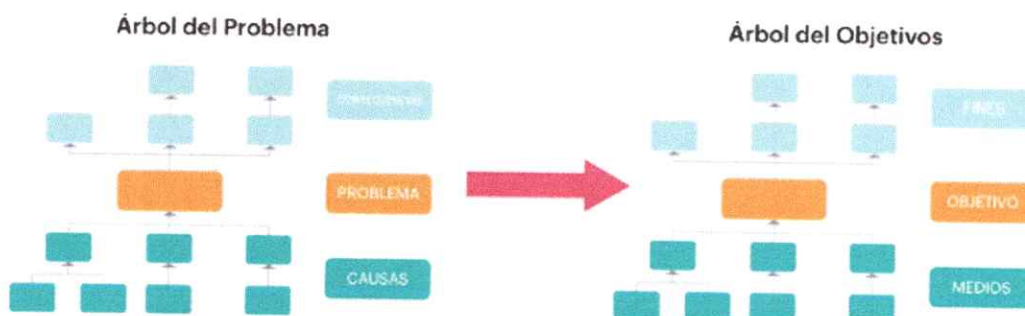 Árbol del Problema
PROBLEMA
CAUSAS
Árbol del Objetivos
FINES
OBJETIVO
MEDIOS